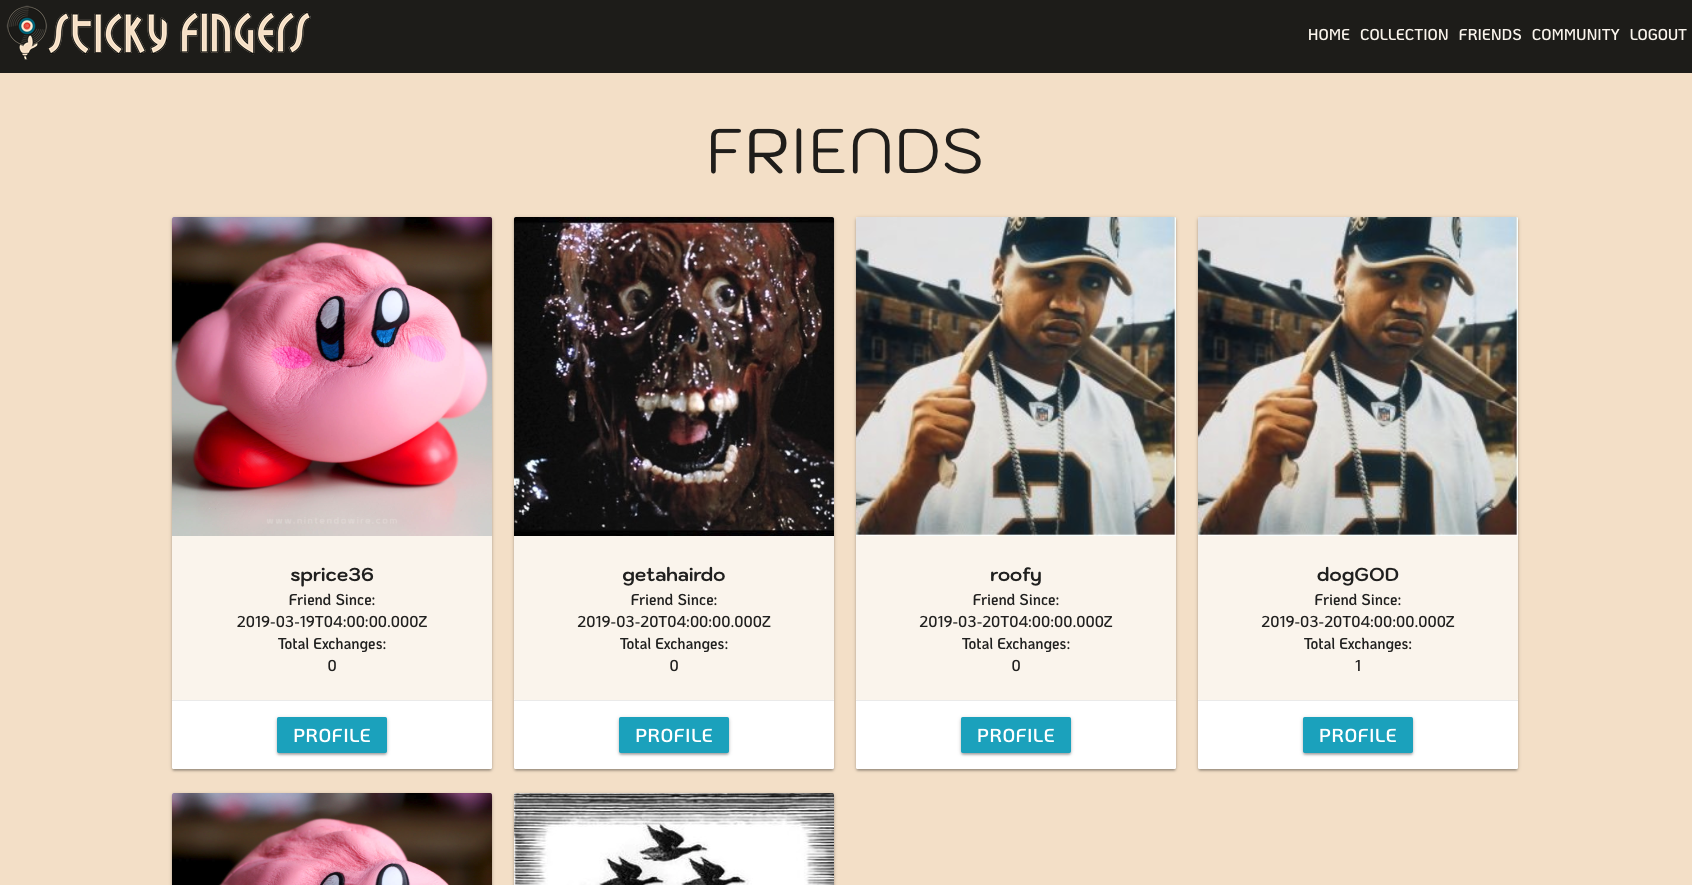 STICKY FINGERS
HOME COLLECTION FRIENDS COMMUNITY LOGOUT
FRIENDS
www.nintendowire.com
sprice36
Friend Since:
2019-03-19T04:00:00.000Z
Total Exchanges:
0
PROFILE
getahairdo
Friend Since:
2019-03-20T04:00:00.000Z
Total Exchanges:
0
PROFILE
2
roofy
Friend Since:
2019-03-20T04:00:00.000Z
Total Exchanges:
0
PROFILE
2
dogGOD
Friend Since:
2019-03-20T04:00:00.000Z
Total Exchanges:
1
PROFILE